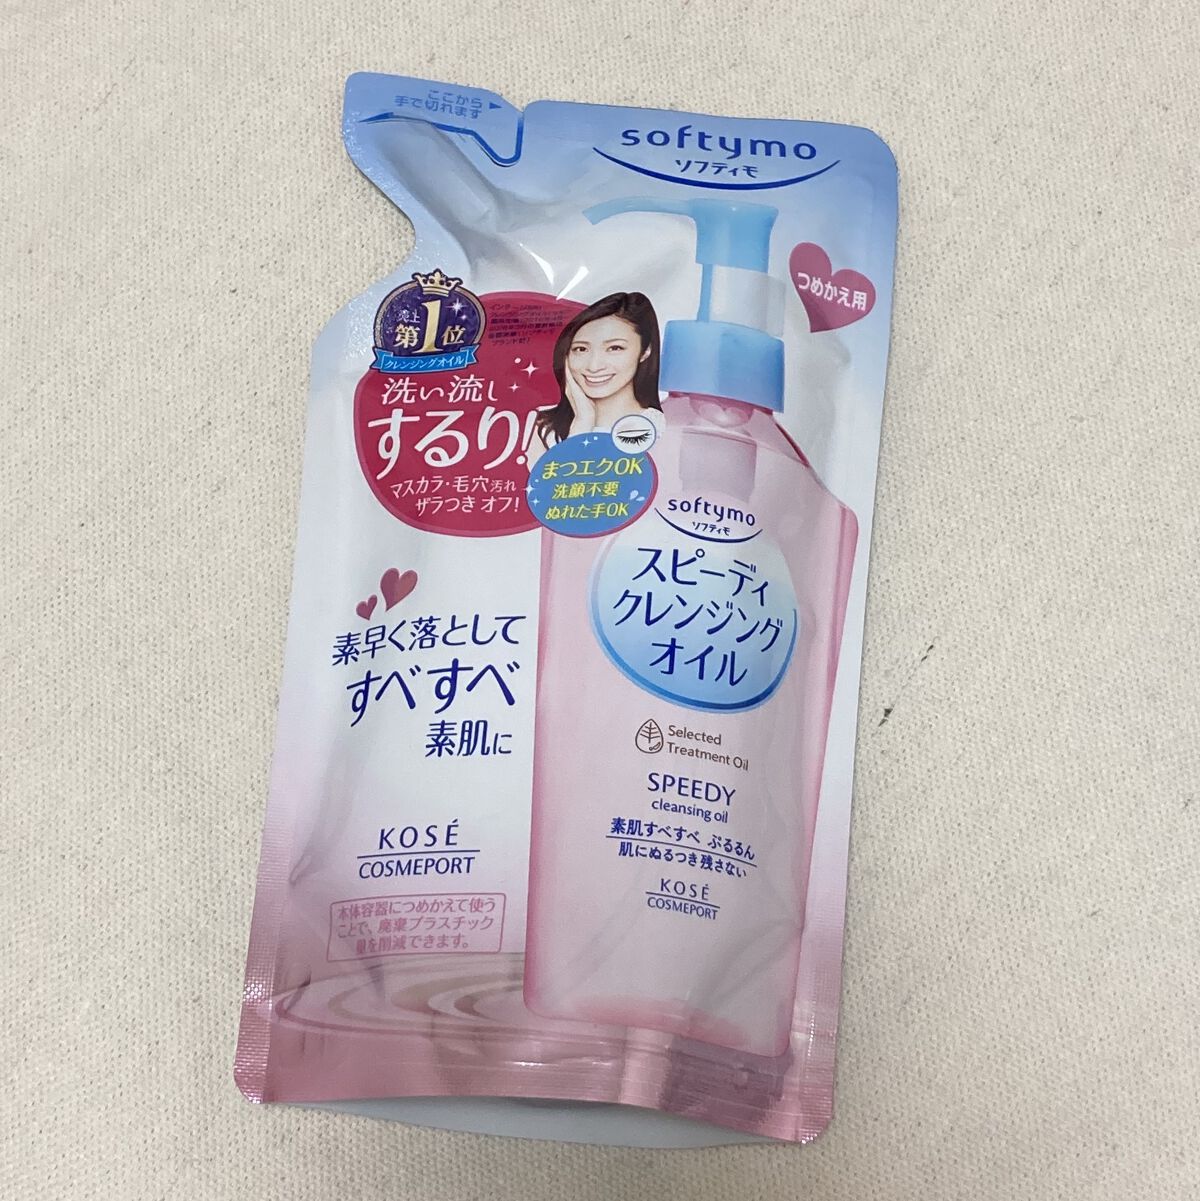 ここから
手で切れます
softymo
ソフティモ
つめかえ用
売上
第1位
クレンジングオイル
洗い流し
するり!
マスカラ・毛穴汚れ
ザラつき オフ!
まつエクOK
洗顔不要
ぬれた手OK
softymo
ソフティモ
スピーディ
クレンジング
オイル
Selected
Treatment Oil
SPEEDY
cleansing oil
素肌すべすべ ぷるるん
肌にぬるつき残さない
KOSÉ
COSMEPORT
素早く落として
すべすべ
素肌に
KOSÉ
COSMEPORT
本体容器につめかえて使う
ことで、廃棄プラスチック
量を削減できます。